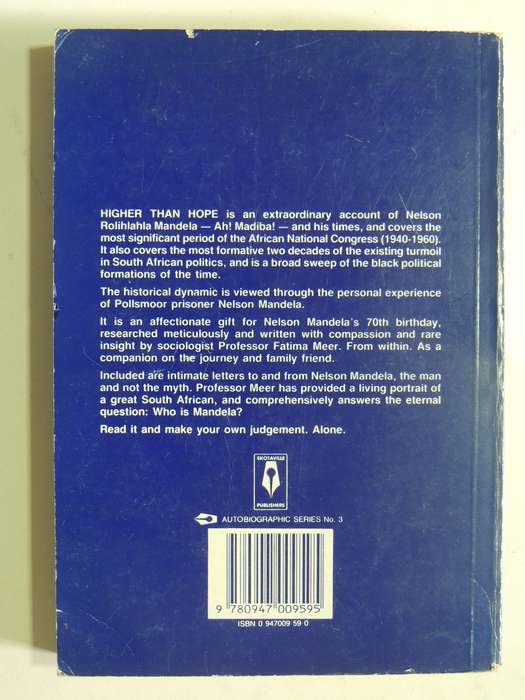 HIGHER THAN HOPE is an extraordinary account of Nelson
Rolihlahla Mandela — Ah! Madiba! — and his times, and covers the
most significant period of the African National Congress (1940-1960).
It also covers the most formative two decades of the existing turmoil
in South African politics, and is a broad sweep of the black political
formations of the time.
The historical dynamic is viewed through the personal experience
of Pollsmoor prisoner Nelson Mandela.
It is an affectionate gift for Nelson Mandela's 70th birthday,
researched meticulously and written with compassion and rare
insight by sociologist Professor Fatima Meer. From within. As a
companion on the journey and family friend.
Included are intimate letters to and from Nelson Mandela, the man
and not the myth. Professor Meer has provided a living portrait of
a great South African, and comprehensively answers the eternal
question: Who is Mandela?
Read it and make your own judgement. Alone.
SKOTAVILLE
PUBLISHERS
AUTOBIOGRAPHIC SERIES No. 3
9 780947 009595
ISBN 0 947009 59 0